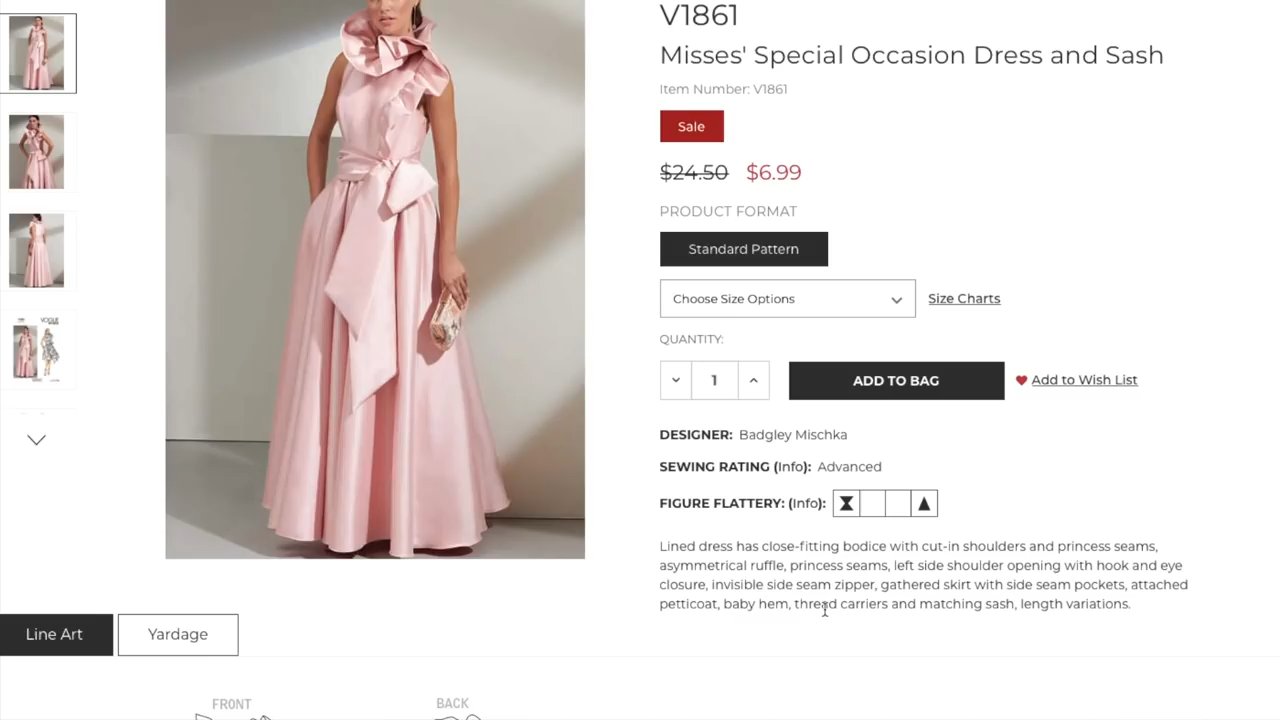 V1861
Misses' Special Occasion Dress and Sash
Item Number: V1861
Sale
$24.50 $6.99
PRODUCT FORMAT
Standard Pattern
Choose Size Options
Size Charts
QUANTITY:
1
ADD TO BAG
Add to Wish List
DESIGNER: Badgley Mischka
SEWING RATING (Info): Advanced
FIGURE FLATTERY: (Info):
Lined dress has close-fitting bodice with cut-in shoulders and princess seams,
asymmetrical ruffle, princess seams, left side shoulder opening with hook and eye
closure, invisible side seam zipper, gathered skirt with side seam pockets, attached
petticoat, baby hem, thread carriers and matching sash, length variations.
VOGUE
Line Art
Yardage
FRONT
BACK